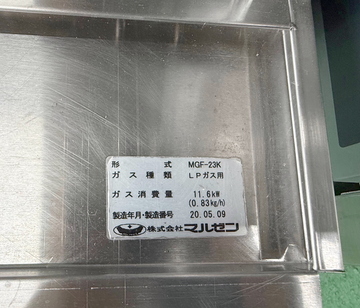 形式 MGF-23K
ガス種類 LPガス用
ガス消費量 11.6kW
(0.83kg/h)
製造年月・製造番号 20.05.09
株式会社マルゼン